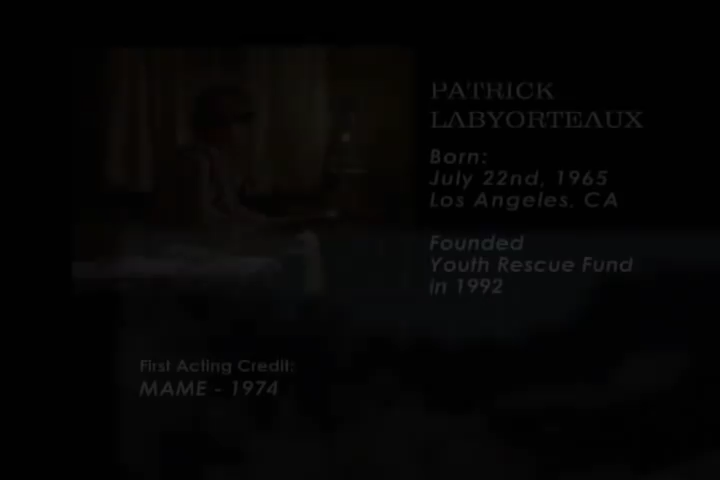 PATRICK
LABYORTEAUX
Born:
July 22nd, 1965
Los Angeles, CA
Founded
Youth Rescue Fund
in 1992
First Acting Credit:
MAME - 1974